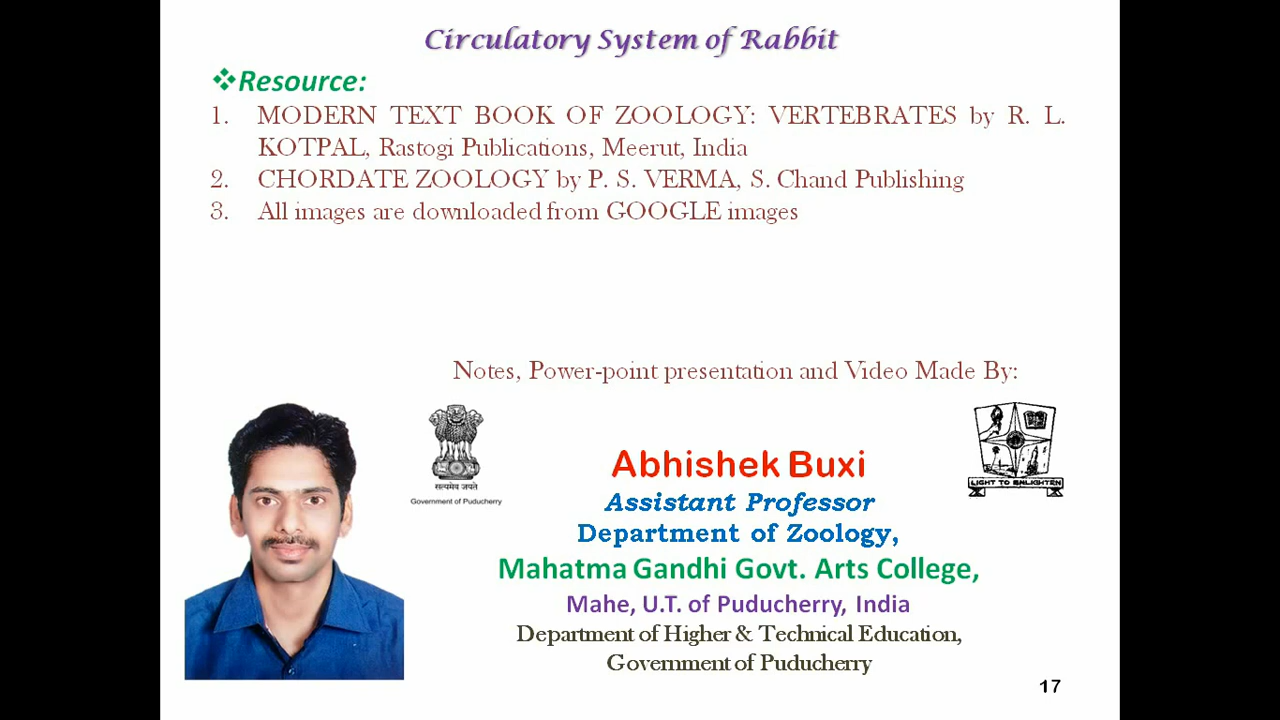 Circulatory System of Rabbit
❖Resource:
1. MODERN TEXT BOOK OF ZOOLOGY: VERTEBRATES by R. L.
KOTPAL, Rastogi Publications, Meerut, India
2. CHORDATE ZOOLOGY by P. S. VERMA, S. Chand Publishing
3. All images are downloaded from GOOGLE images
Notes, Power-point presentation and Video Made By:
सत्यमेव जयते
Government of Puducherry
LIGHT TO ENLIGHTEN
Abhishek Buxi
Assistant Professor
Department of Zoology,
Mahatma Gandhi Govt. Arts College,
Mahe, U.T. of Puducherry, India
Department of Higher & Technical Education,
Government of Puducherry
17